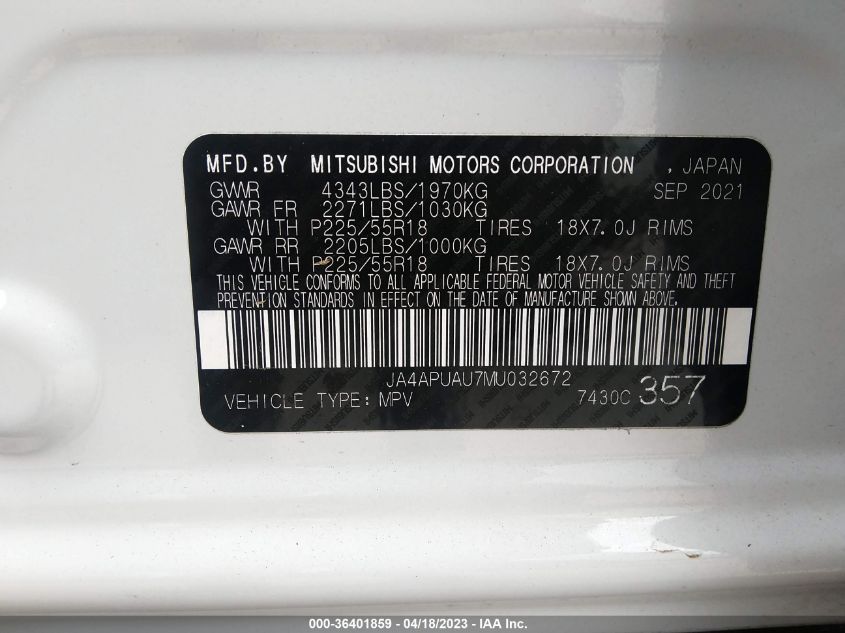 MFD.BY MITSUBISHI MOTORS CORPORATION , JAPAN
GVWR 4343LBS/1970KG SEP 2021
GAWR FR 2271LBS/1030KG
WITH P225/55R18 TIRES 18X7.0J RIMS
GAWR RR 2205LBS/1000KG
WITH P225/55R18 TIRES 18X7.0J RIMS
THIS VEHICLE CONFORMS TO ALL APPLICABLE FEDERAL MOTOR VEHICLE SAFETY AND THEFT
PREVENTION STANDARDS IN EFFECT ON THE DATE OF MANUFACTURE SHOWN ABOVE.
JA4APUAU7MU032672
VEHICLE TYPE: MPV 7430C 357
000-36401859 - 04/18/2023 - IAA Inc.